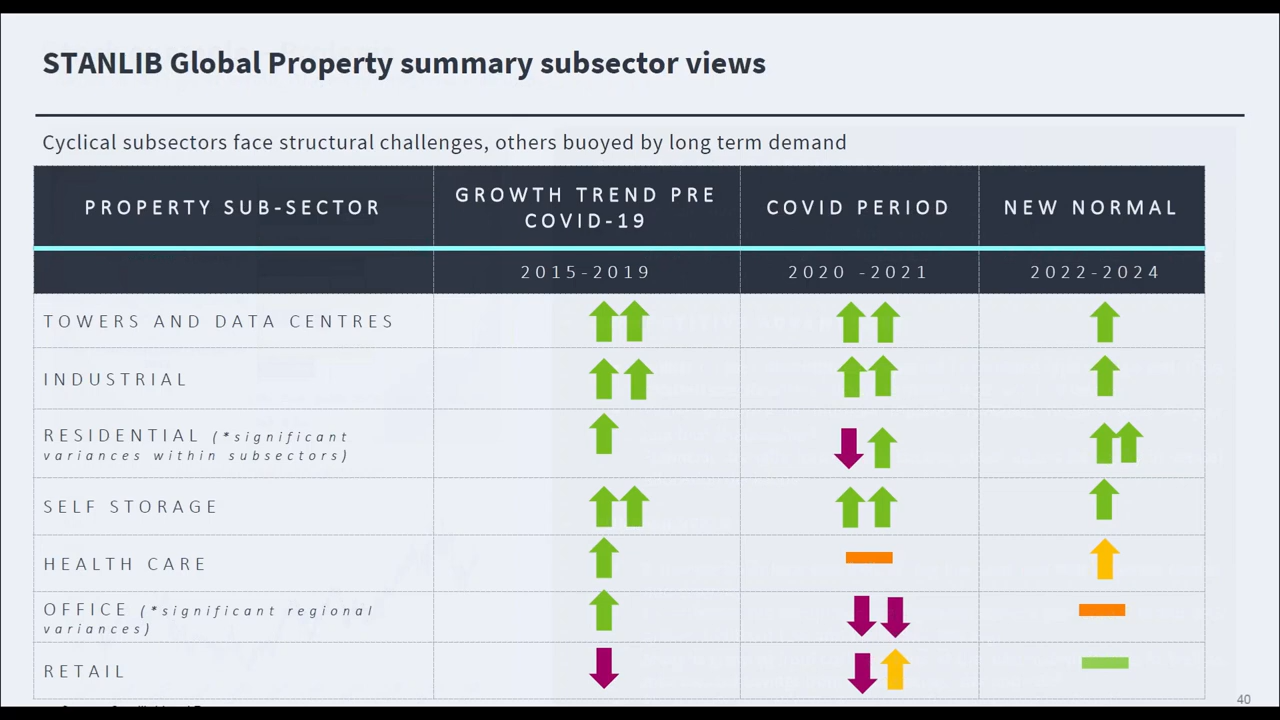 STANLIB Global Property summary subsector views
Cyclical subsectors face structural challenges, others buoyed by long term demand
PROPERTY SUB-SECTOR
GROWTH TREND PRE
COVID-19
COVID PERIOD
NEW NORMAL
2015-2019
2020 -2021
2022-2024
TOWERS AND DATA CENTRES
INDUSTRIAL
RESIDENTIAL (*significant
variances within subsectors)
SELF STORAGE
HEALTH CARE
OFFICE (*significant regional
variances)
RETAIL
40